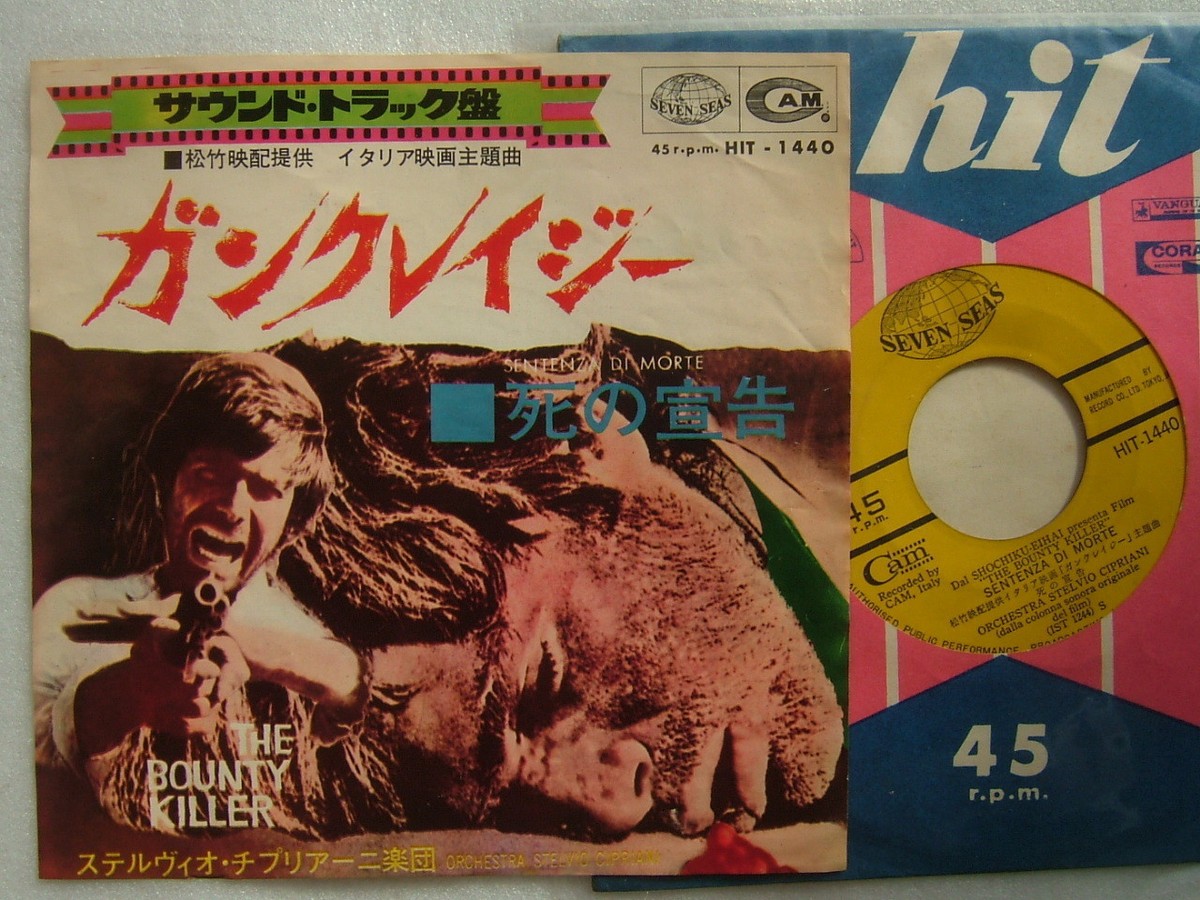 サウンド・トラック盤
SEVEN SEAS
CAM
45 r.p.m. HIT - 1440
■松竹映配提供 イタリア映画主題曲
ガンクレイジー
SENTENZA DI MORTE
■死の宣告
THE
BOUNTY
KILLER
ステルヴィオ・チプリアーニ楽団 ORCHESTRA STELVIO CIPRIANI
hit
VANGUA
CORA
RECORDS
SEVEN SEAS
MANUFACTURED BY
RECORD CO., LTD. TOKYO.
HIT-1440
45
r.p.m.
Cam
Recorded by
CAM, Italy
Dal SHOCHIKU-EIHAI presenta Film
"THE BOUNTY KILLER"
SENTENZA DI MORTE
松竹映配提供イタリア映画「ガンクレイジー」主題曲
死の宣告
ORCHESTRA STELVIO CIPRIANI
(dalla colonna sonora originale
del film)
(IST 1244) S
AUTHORISED PUBLIC PERFORMANCE, BROADCA
45
r.p.m.